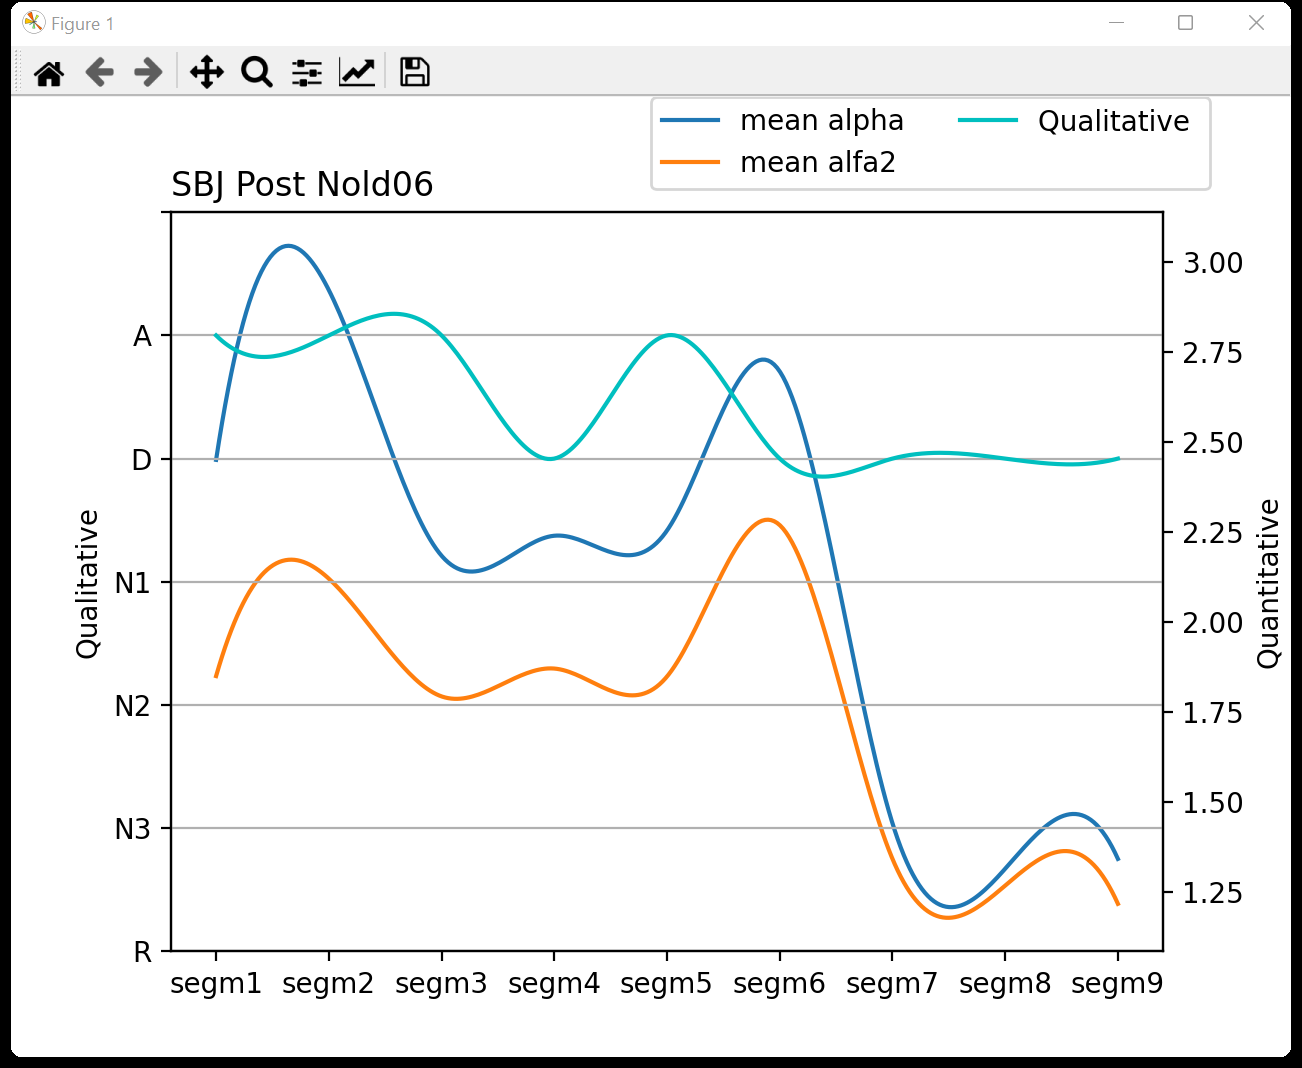 Figure 1
mean alpha
mean alfa2
Qualitative
SBJ Post Nold06
A
D
N1
N2
N3
R
Qualitative
3.00
2.75
2.50
2.25
2.00
1.75
1.50
1.25
Quantitative
segm1 segm2 segm3 segm4 segm5 segm6 segm7 segm8 segm9